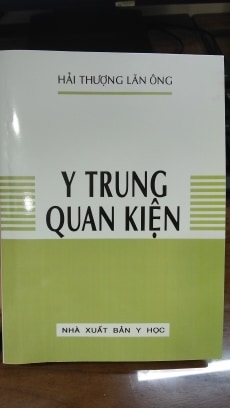 HẢI THƯỢNG LÃN ÔNG
Y TRUNG
QUAN KIỆN
NHÀ XUẤT BẢN Y HỌC